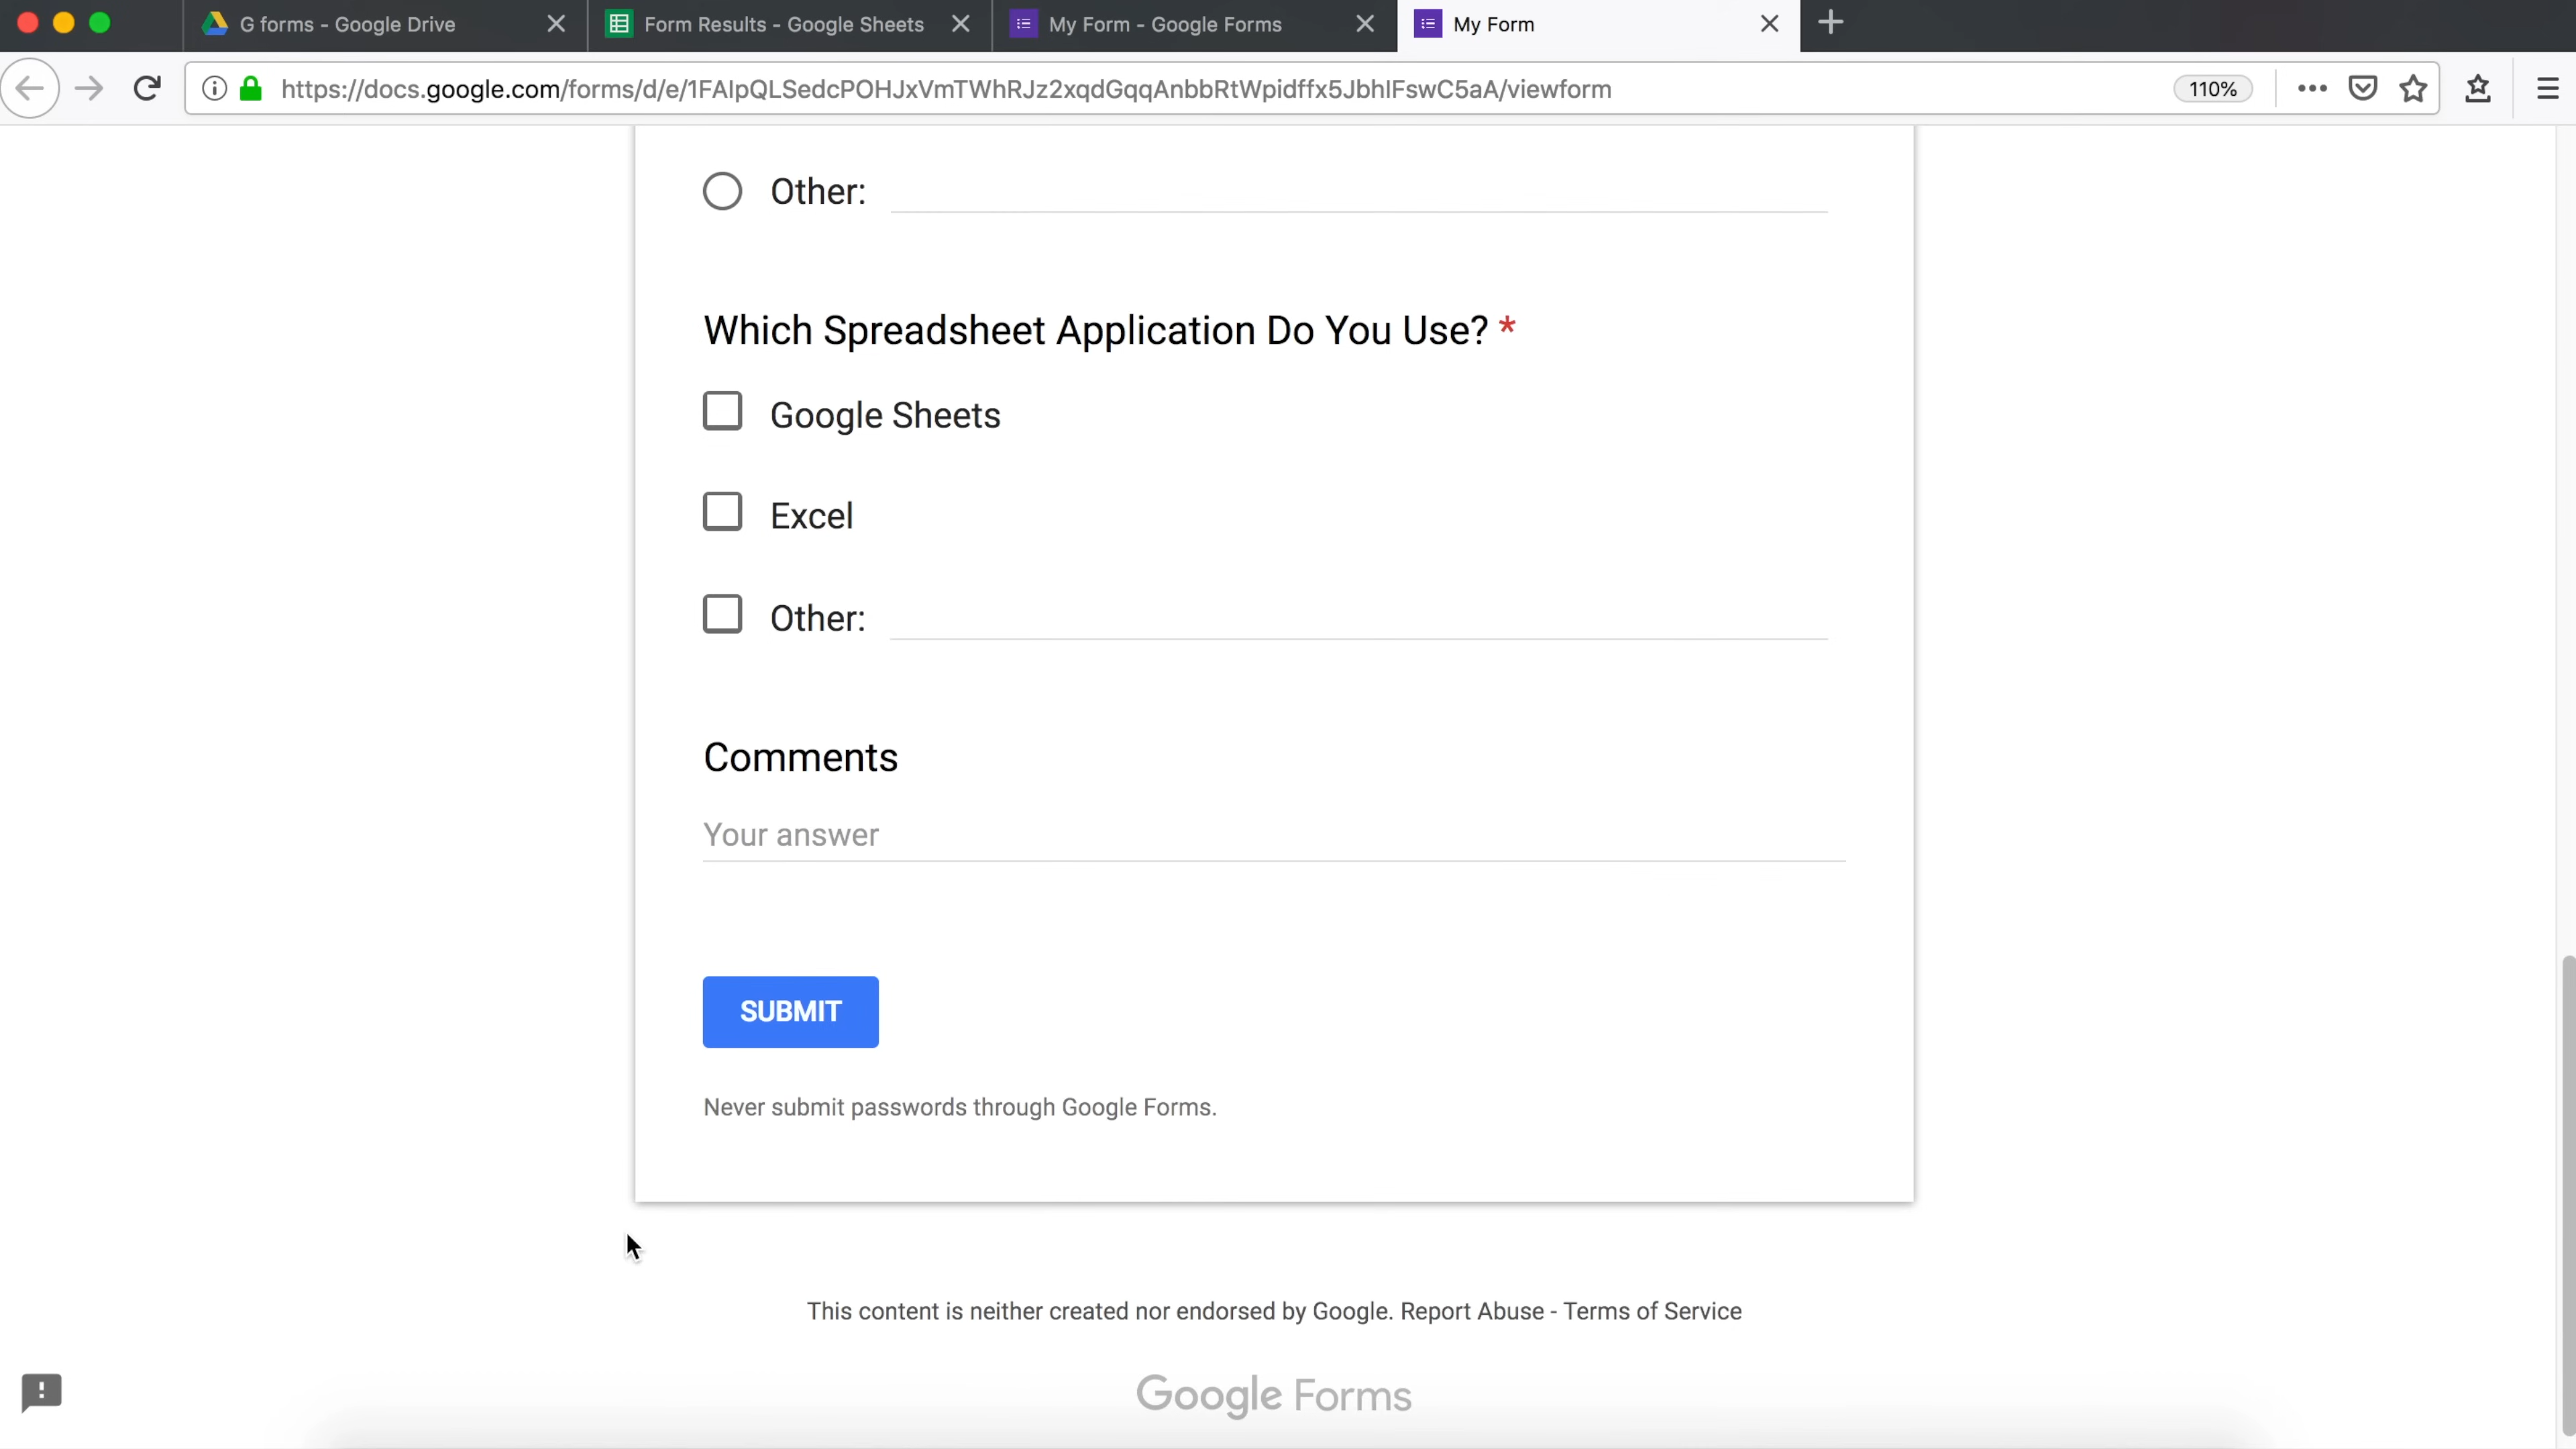 G forms - Google Drive
Form Results - Google Sheets
My Form - Google Forms
My Form
https://docs.google.com/forms/d/e/1FAIpQLSedcPOHJxVmTWhRJz2xqdGqqAnbbRtWpidffx5JbhIFswC5aA/viewform
110%
Other:
Which Spreadsheet Application Do You Use? *
Google Sheets
Excel
Other:
Comments
Your answer
SUBMIT
Never submit passwords through Google Forms.
This content is neither created nor endorsed by Google. Report Abuse - Terms of Service
Google Forms